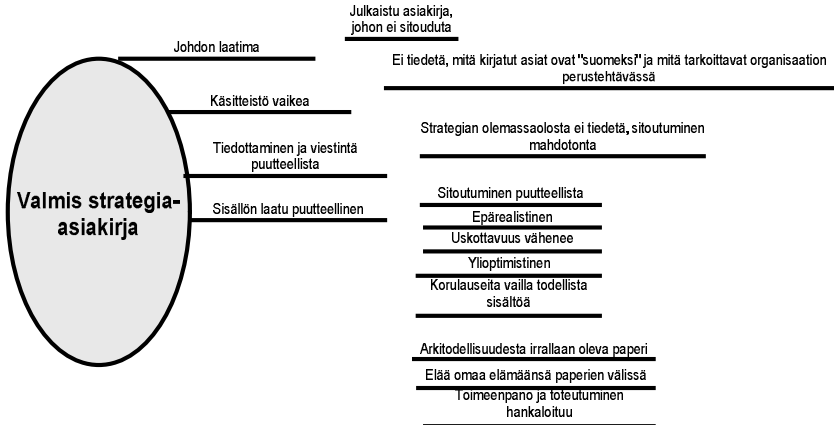 Julkaistu asiakirja,
johon ei sitouduta
Johdon laatima
Ei tiedetä, mitä kirjatut asiat ovat "suomeksi" ja mitä tarkoittavat organisaation
perustehtävässä
Käsitteistö vaikea
Strategian olemassaolosta ei tiedetä, sitoutuminen
mahdotonta
Tiedottaminen ja viestintä
puutteellista
Valmis strategia-
asiakirja
Sisällön laatu puutteellinen
Sitoutuminen puutteellista
Epärealistinen
Uskottavuus vähenee
Ylioptimistinen
Korulauseita vailla todellista
sisältöä
Arkitodellisuudesta irrallaan oleva paperi
Elää omaa elämäänsä paperien välissä
Toimeenpano ja toteutuminen
hankaloituu